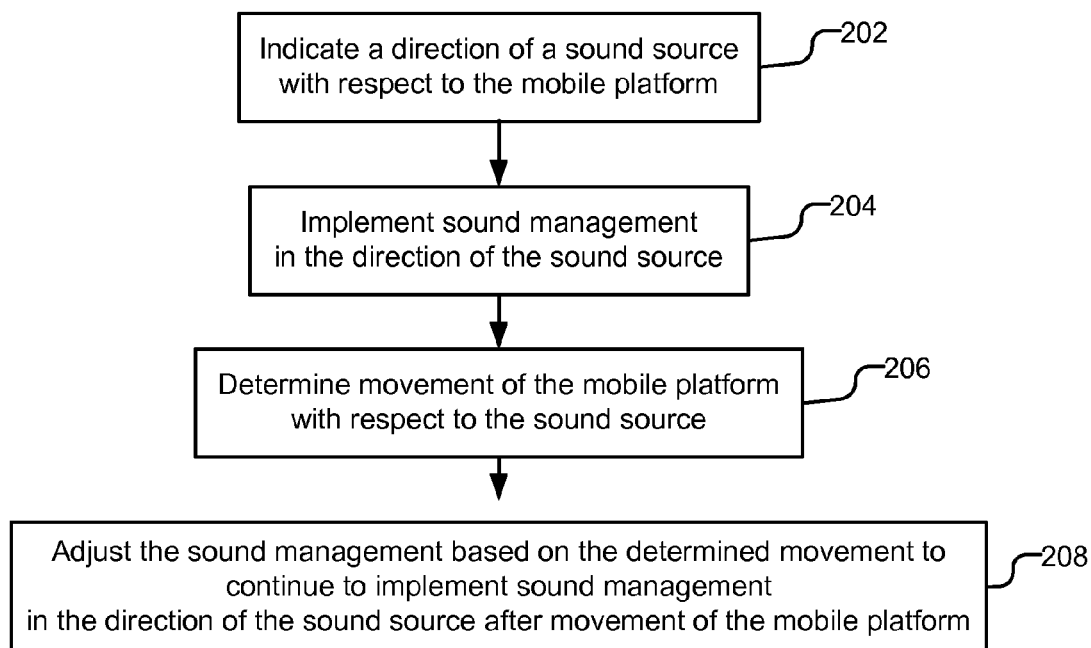 Indicate a direction of a sound source
with respect to the mobile platform
202
Implement sound management
in the direction of the sound source
204
Determine movement of the mobile platform
with respect to the sound source
206
Adjust the sound management based on the determined movement to
continue to implement sound management
in the direction of the sound source after movement of the mobile platform
208